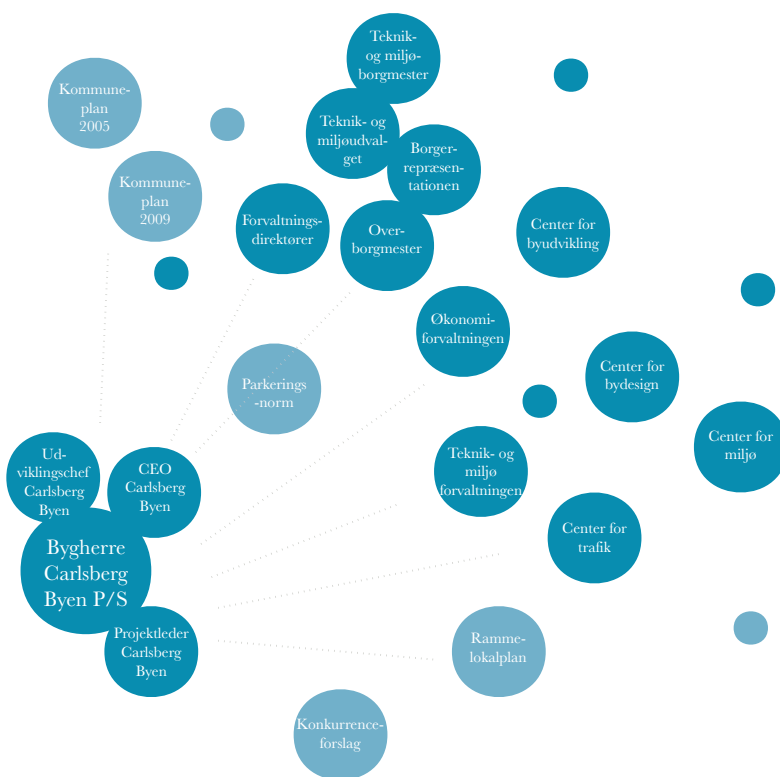 Teknik-
og miljø-
borgmester
Kommune-
plan
2005
Teknik- og
miljøudval-
get
Borger-
repræsen-
tationen
Kommune-
plan
2009
Forvaltnings-
direktører
Over-
borgmester
Center for
byudvikling
Økonomi-
forvaltningen
Parkerings
-norm
Center for
bydesign
Center for
miljø
Ud-
viklingschef
Carlsberg
Byen
CEO
Carlsberg
Byen
Teknik- og
miljø
forvaltningen
Center for
trafik
Bygherre
Carlsberg
Byen P/S
Projektleder
Carlsberg
Byen
Ramme-
lokalplan
Konkurrence-
forslag